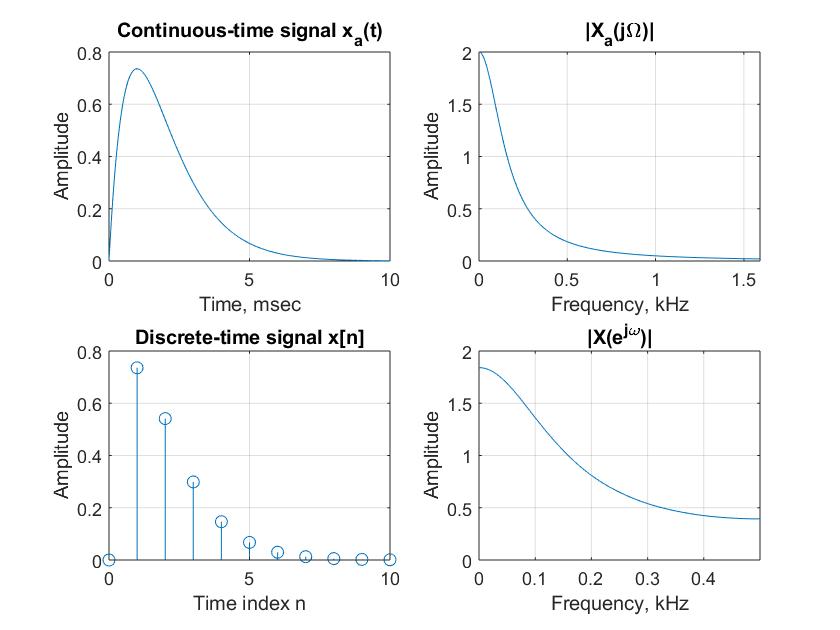 Continuous-time signal xₐ(t)
0.8
0.6
0.4
0.2
0
Amplitude
0 5 10
Time, msec
|Xₐ(jΩ)|
2
1.5
1
0.5
0
Amplitude
0 0.5 1 1.5
Frequency, kHz
Discrete-time signal x[n]
0.8
0.6
0.4
0.2
0
Amplitude
0 5 10
Time index n
|X(e^jω)|
2
1.5
1
0.5
0
Amplitude
0 0.1 0.2 0.3 0.4
Frequency, kHz